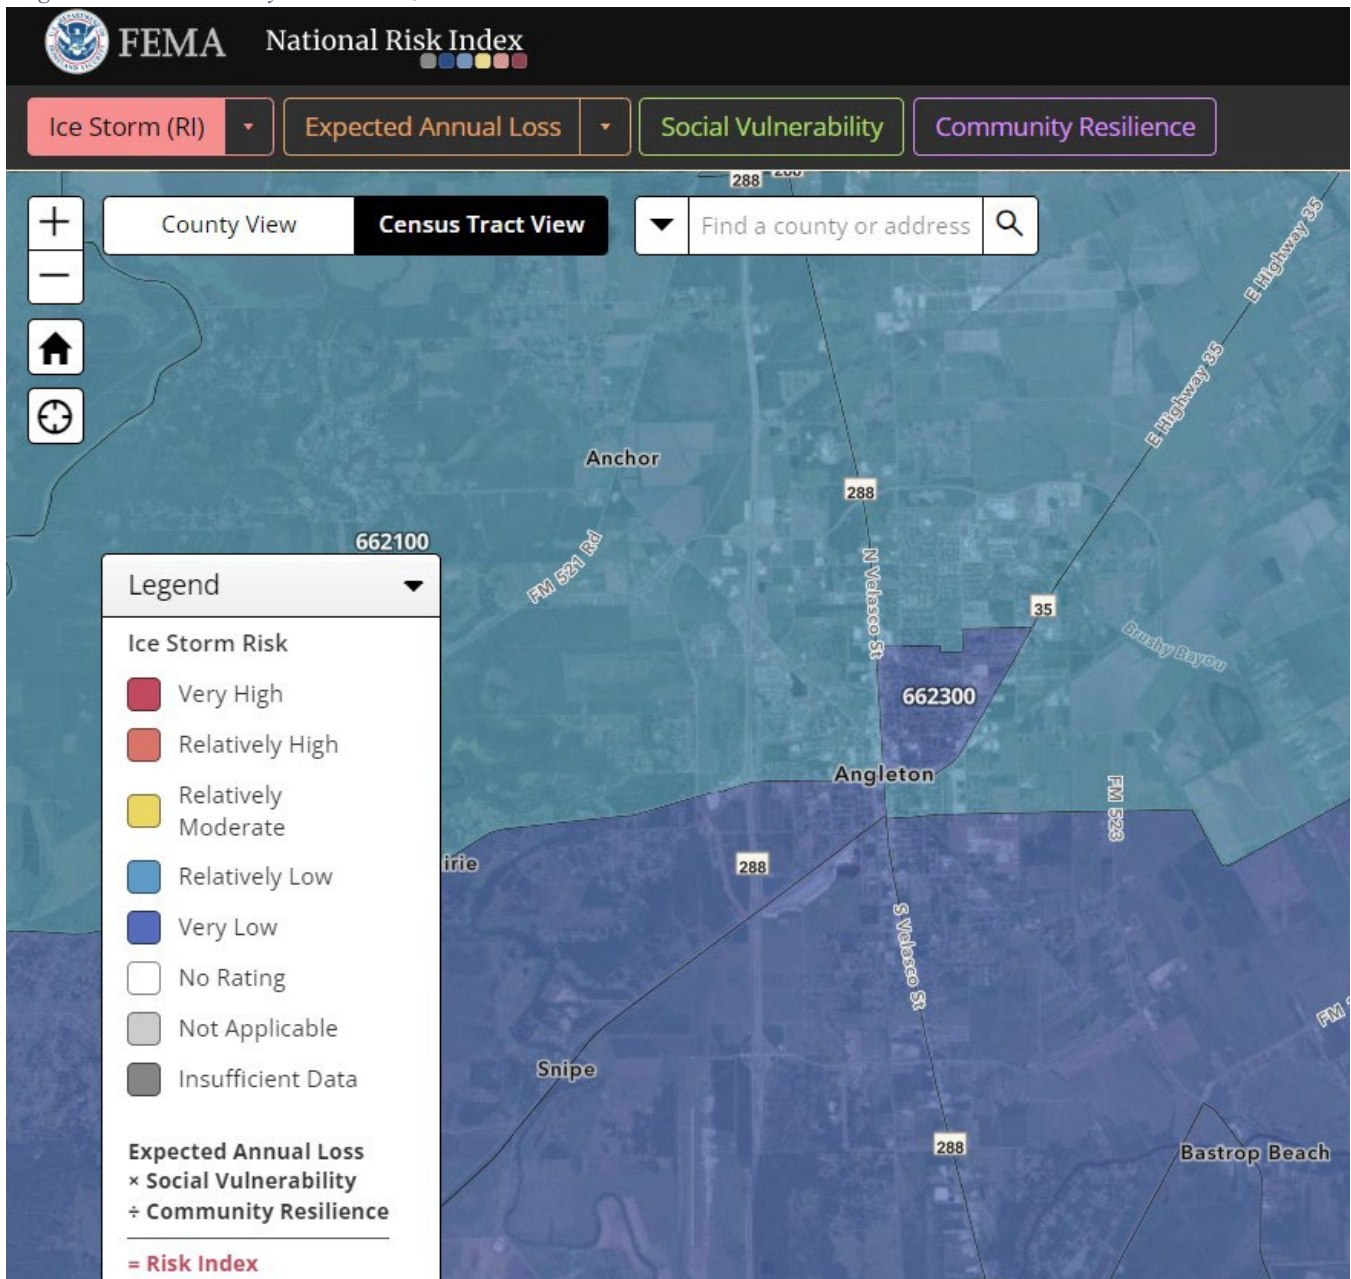 FEMA National Risk Index
Ice Storm (RI)
Expected Annual Loss
Social Vulnerability
Community Resilience
288
County View
Census Tract View
Find a county or address
E Highway 35
E Highway 35
Anchor
288
662100
FM 521 Rd
N Velasco St
35
Brushy Bayou
662300
Angleton
FM 523
irie
288
S Velasco St
FM
Snipe
288
Bastrop Beach
Legend
Ice Storm Risk
Very High
Relatively High
Relatively
Moderate
Relatively Low
Very Low
No Rating
Not Applicable
Insufficient Data
Expected Annual Loss
× Social Vulnerability
÷ Community Resilience
= Risk Index